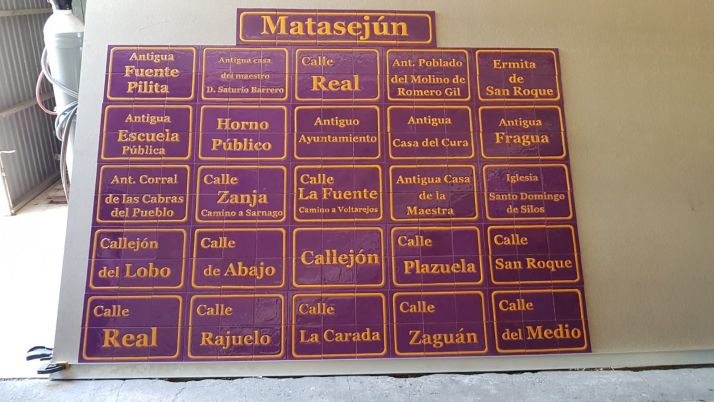 Matasejún
Antigua
Fuente
Pilita
Antigua casa
del maestro
D. Saturio Barrero
Calle
Real
Ant. Poblado
del Molino de
Romero Gil
Ermita
de
San Roque
Antigua
Escuela
Pública
Horno
Público
Antiguo
Ayuntamiento
Antigua
Casa del Cura
Antigua
Fragua
Ant. Corral
de las Cabras
del Pueblo
Calle
Zanja
Camino a Sarnago
Calle
La Fuente
Camino a Valtarejos
Antigua Casa
de la
Maestra
Iglesia
Santo Domingo
de Silos
Callejón
del Lobo
Calle
de Abajo
Callejón
Calle
Plazuela
Calle
San Roque
Calle
Real
Calle
Rajuelo
Calle
La Carada
Calle
Zaguán
Calle
del Medio